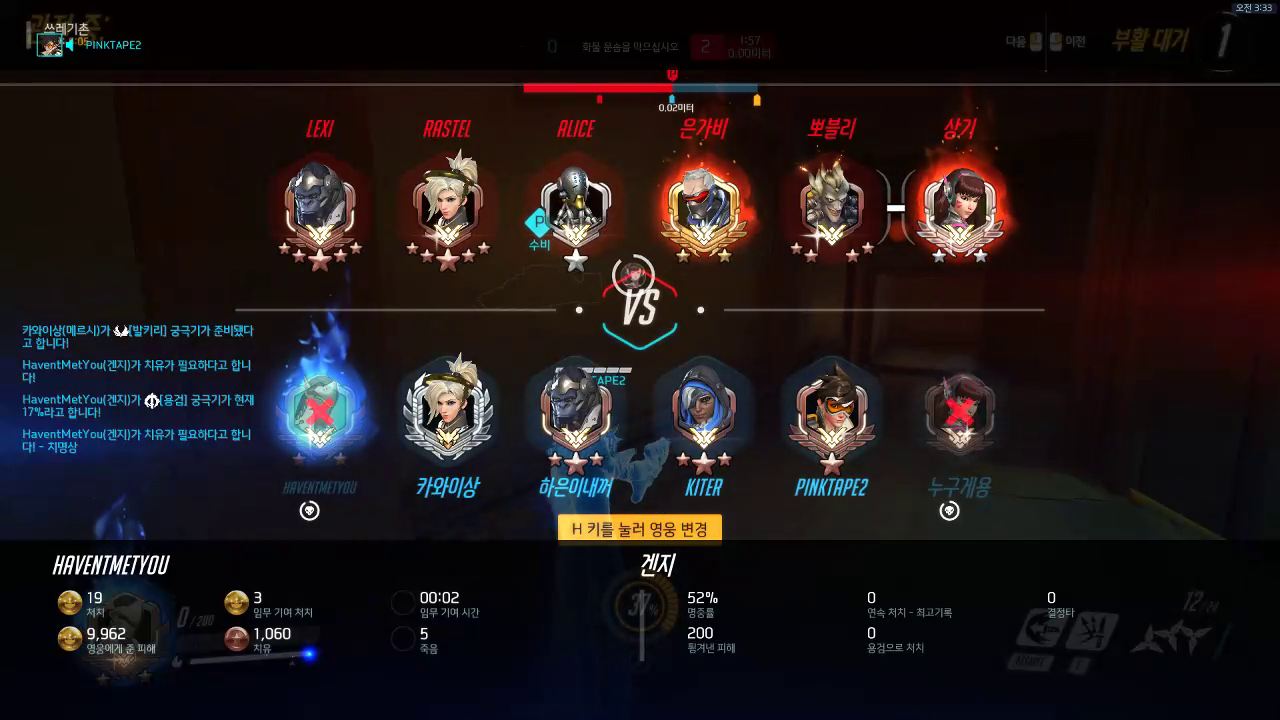 오전 3:33
쓰레기촌
PINKTAPE2
0
화물 운송을 막으십시오
2
1:57
0.00미터
다음
이전
부활 대기
1
0.02미터
LEXI
RASTEL
ALICE
은가비
뽀블리
상기
수비
VS
카와이상(메르시)가 [발키리] 궁극기가 준비됐다
고 합니다!
HaventMetYou(겐지)가 치유가 필요하다고 합니
다!
HaventMetYou(겐지)가 [용검] 궁극기가 현재
17%라고 합니다!
HaventMetYou(겐지)가 치유가 필요하다고 합니
다! - 치명상
TAPE2
HAVENTMETYOU
카와이상
하은이내꺼
KITER
PINKTAPE2
누구게용
H 키를 눌러 영웅 변경
HAVENTMETYOU
겐지
19
처치
3
임무 기여 처치
00:02
임무 기여 시간
52%
명중률
0
연속 처치 - 최고기록
0
결정타
9,962
영웅에게 준 피해
1,060
치유
5
죽음
200
튕겨낸 피해
0
용검으로 처치
0/200
37%
12/24